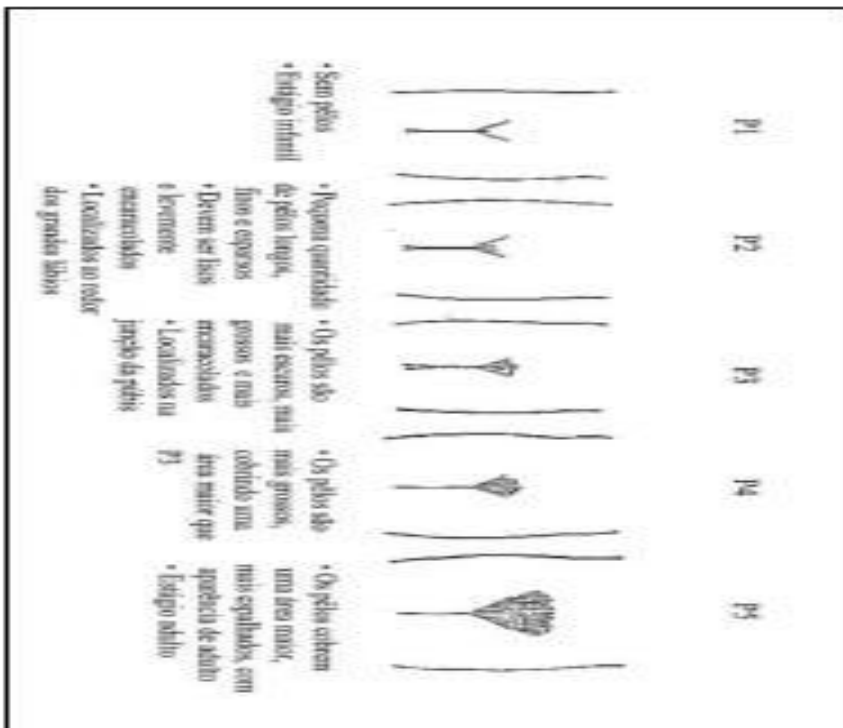 P1
• Sem pêlos
• Estágio infantil
P2
• Pequena quantidade
de pêlos longos,
finos e esparsos
• Devem ser lisos
e levemente
encaracolados
• Localizados ao redor
dos grandes lábios
P3
• Os pêlos são
mais escuros, mais
grossos e mais
encaracolados
• Localizados na
junção da púbis
P4
• Os pêlos são
mais grossos,
cobrindo uma
área maior que
P3
P5
• Os pêlos cobrem
uma área maior,
mais espalhados, com
aparência de adulto
• Estágio adulto